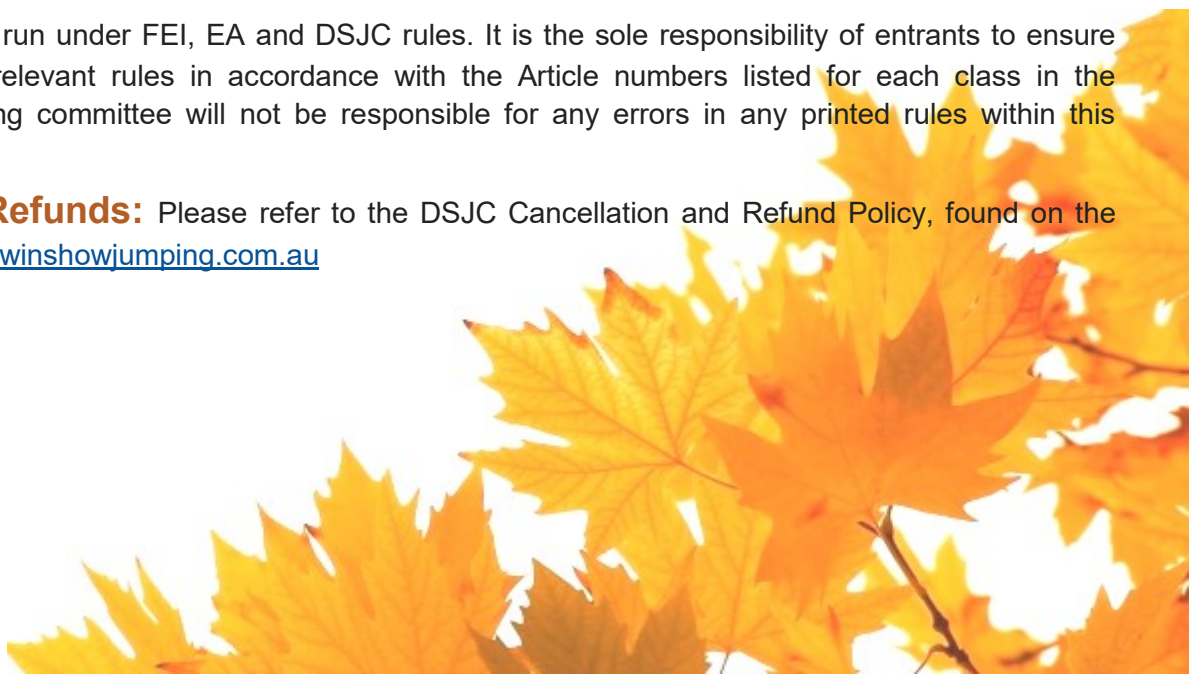 run under FEI, EA and DSJC rules. It is the sole responsibility of entrants to ensure
relevant rules in accordance with the Article numbers listed for each class in the
ng committee will not be responsible for any errors in any printed rules within this
Refunds: Please refer to the DSJC Cancellation and Refund Policy, found on the
winshowjumping.com.au